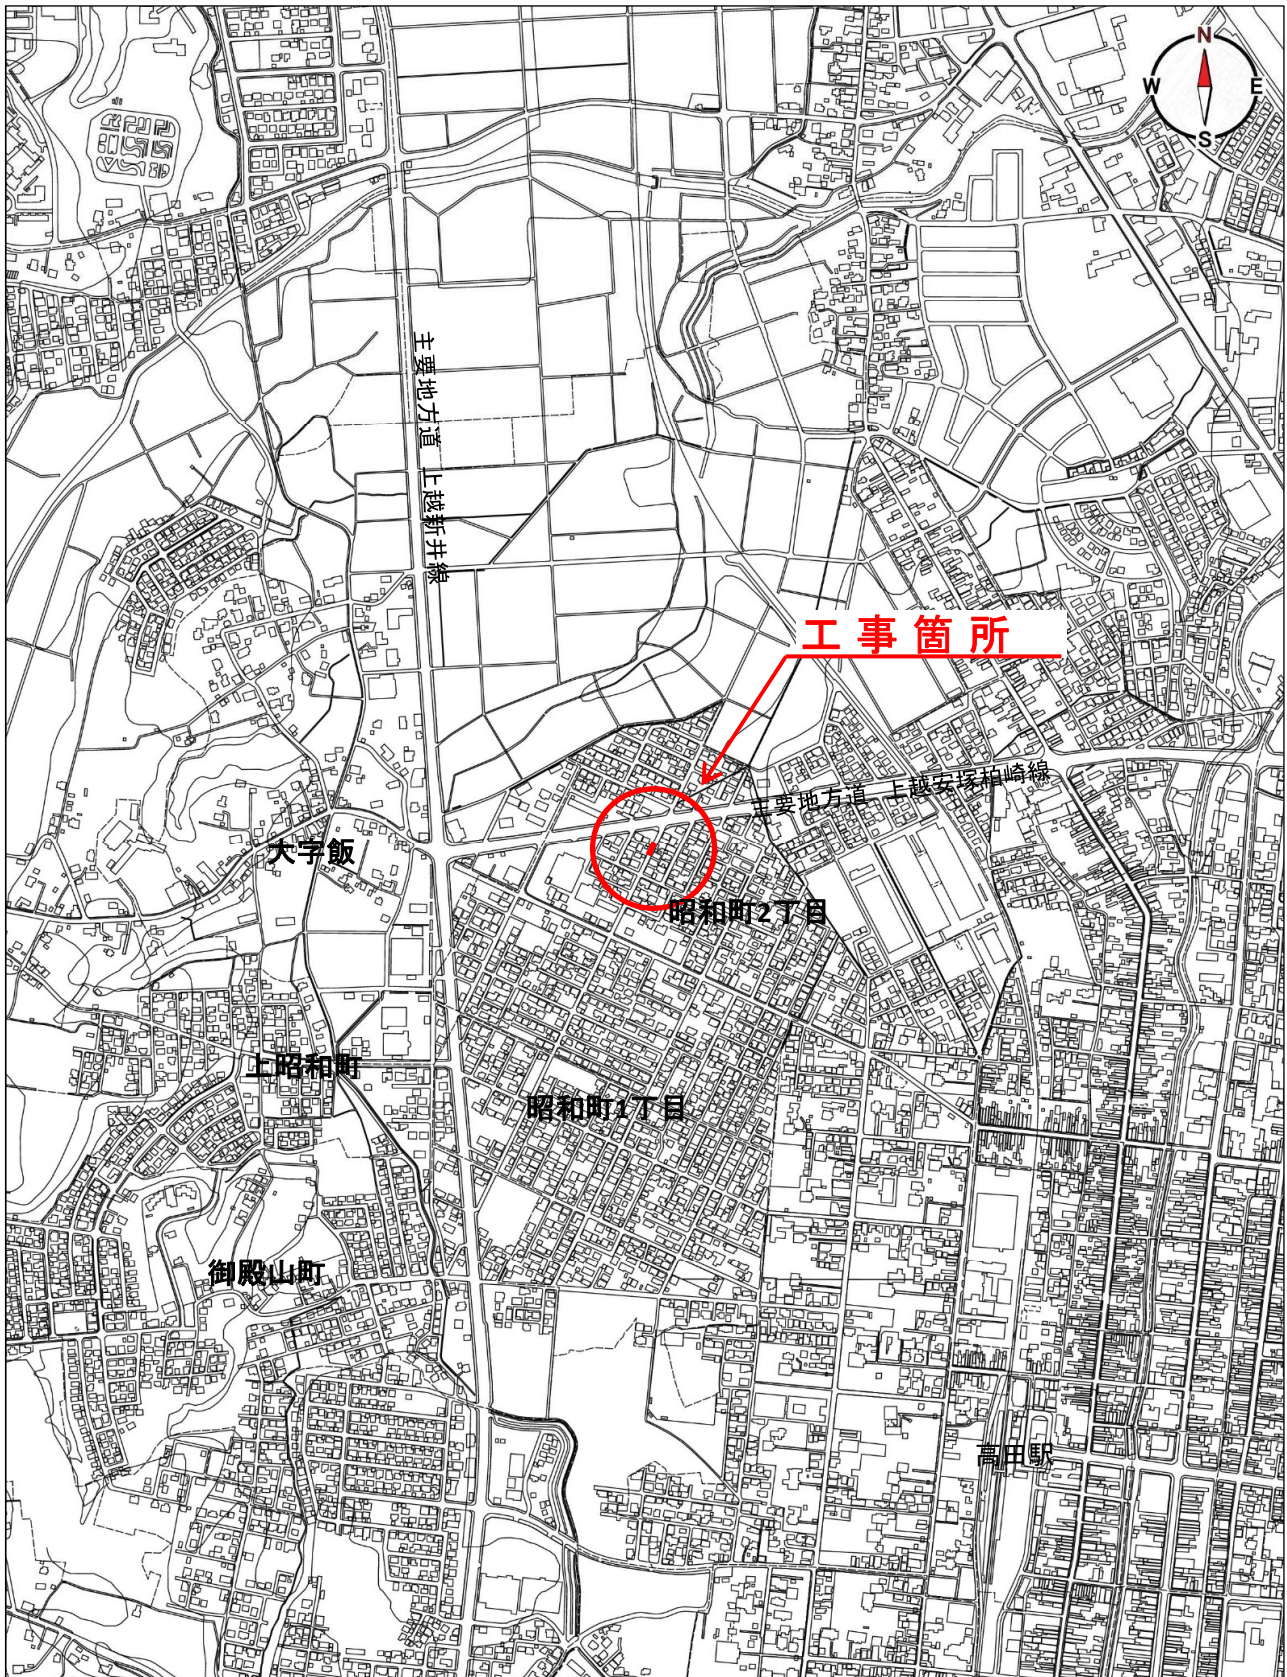 N
W E
S
主要地方道 上越新井線
工事箇所
主要地方道 上越安塚柏崎線
大字飯
昭和町2丁目
上昭和町
昭和町1丁目
御殿山町
高田駅